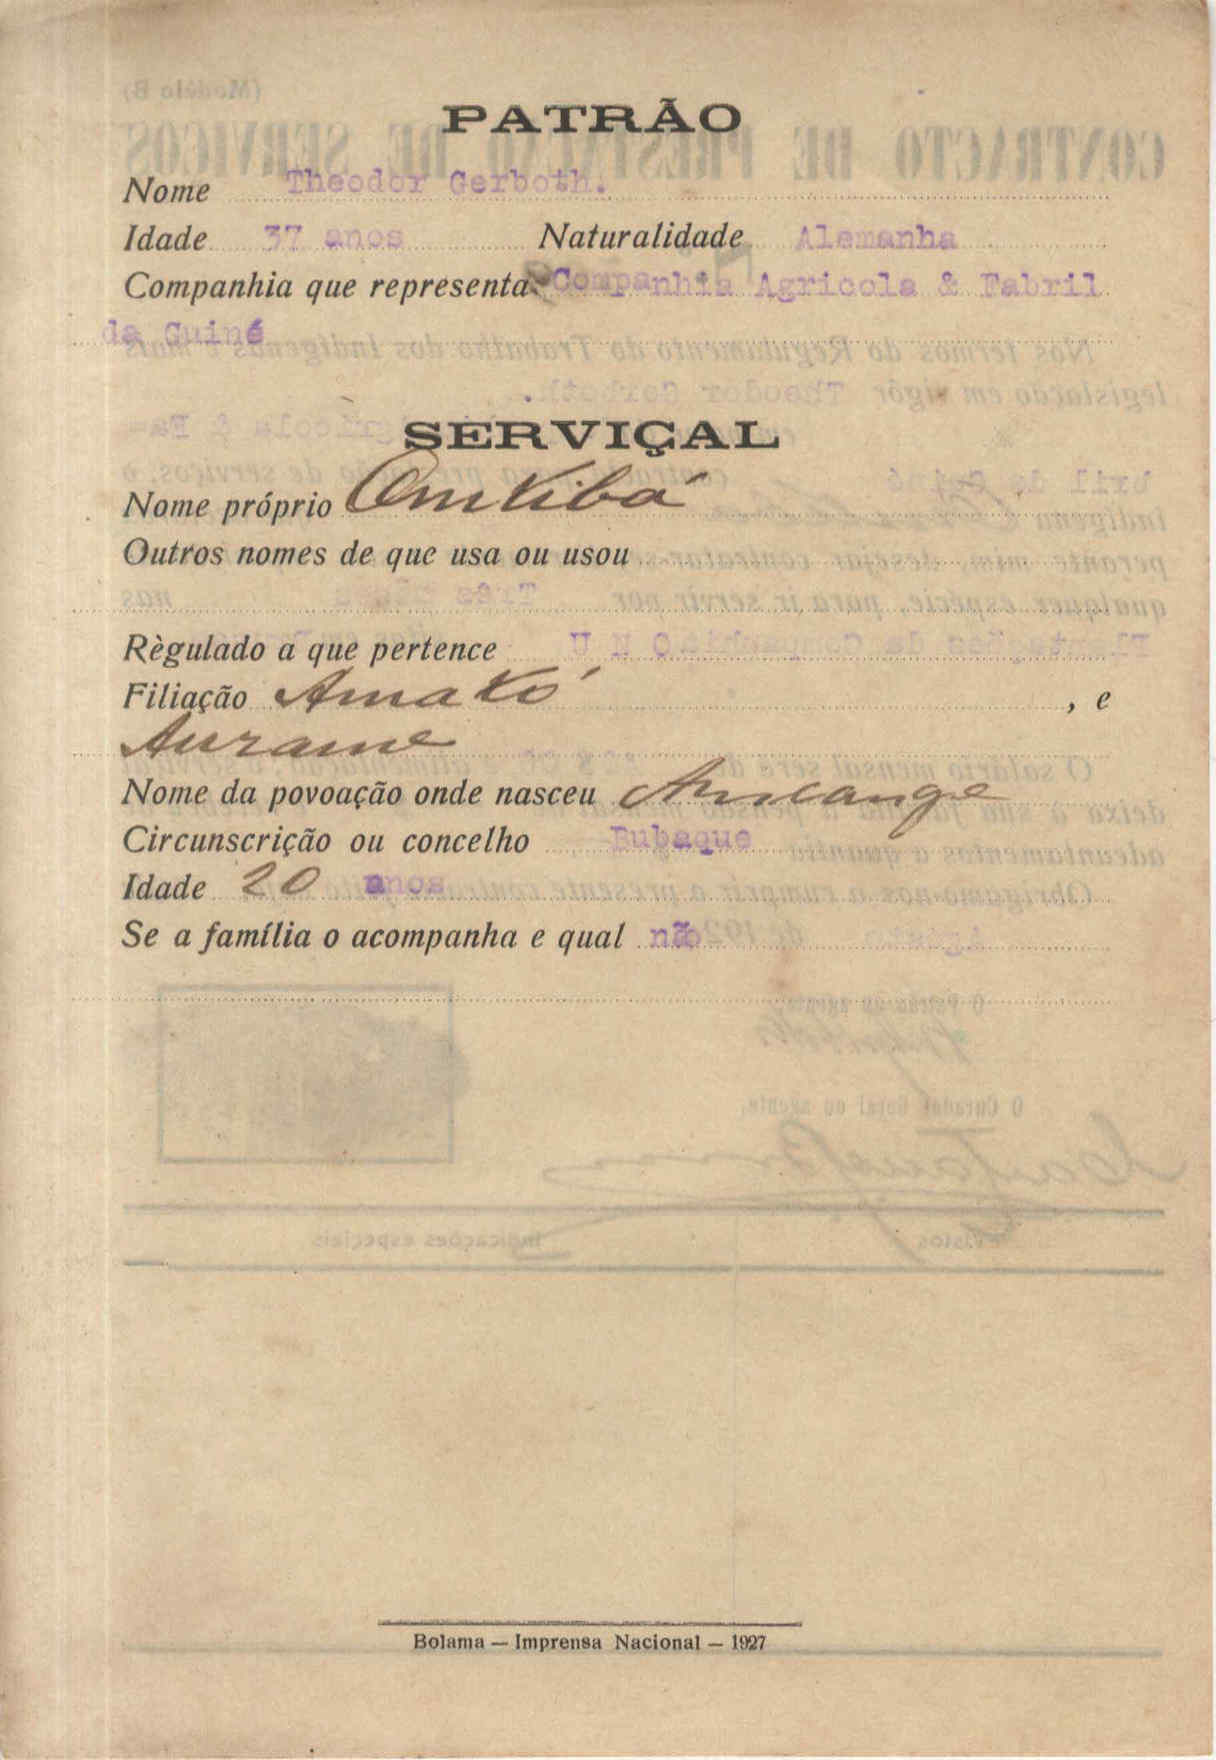 PATRÃO
Nome Theodor Gerboth.
Idade 37 anos Naturalidade Alemanha
Companhia que representa Companhia Agricola & Fabril
da Guiné
SERVIÇAL
Nome próprio
Outros nomes de que usa ou usou
Règulado a que pertence
Filiação Amakó , e
Aurame
Nome da povoação onde nasceu
Circunscrição ou concelho Bubaque
Idade 20 anos
Se a família o acompanha e qual não
Bolama — Imprensa Nacional — 1927